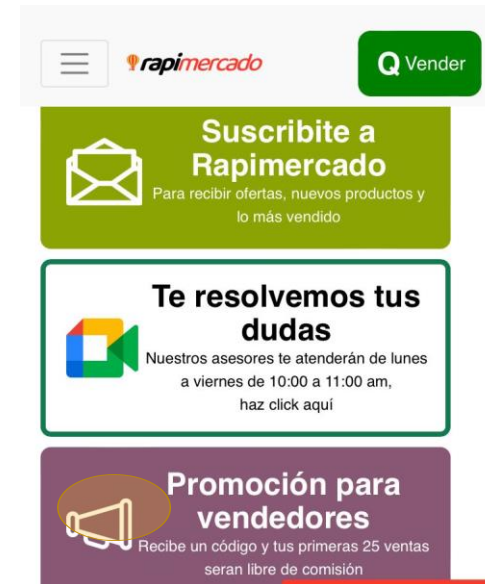 rapimercado
Q Vender
Suscribite a
Rapimercado
Para recibir ofertas, nuevos productos y
lo más vendido
Te resolvemos tus
dudas
Nuestros asesores te atenderán de lunes
a viernes de 10:00 a 11:00 am,
haz click aquí
Promoción para
vendedores
Recibe un código y tus primeras 25 ventas
seran libre de comisión